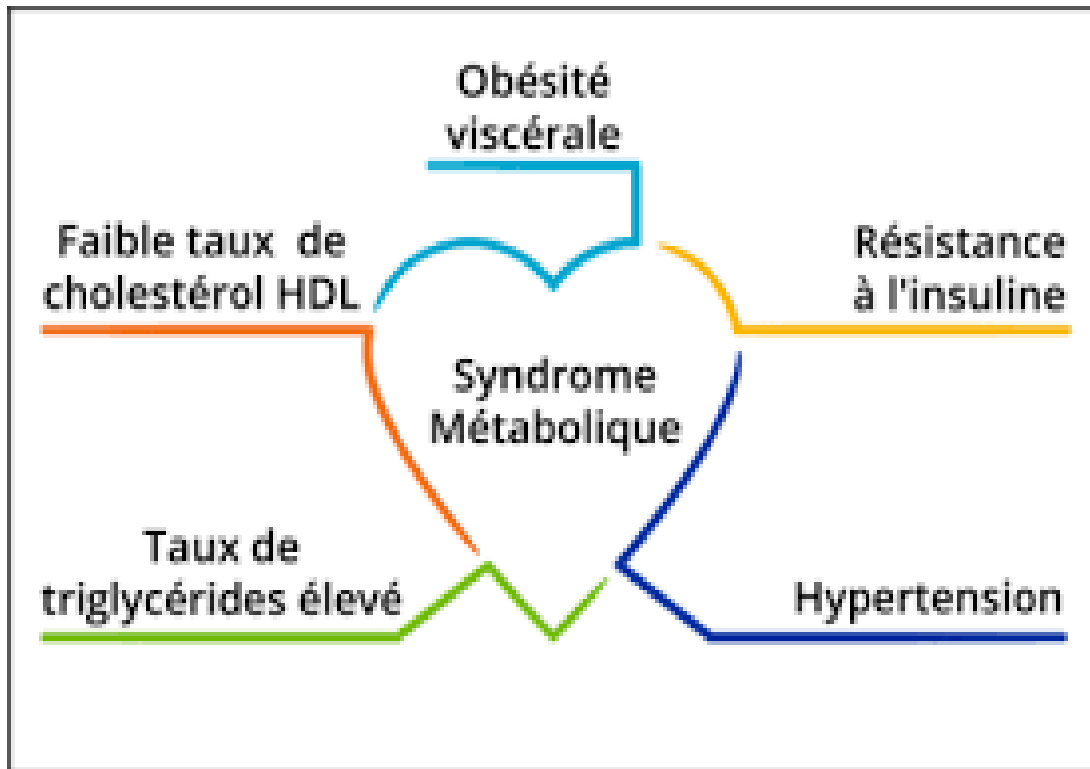 Obésité
viscérale
Faible taux de
cholestérol HDL
Résistance
à l'insuline
Syndrome
Métabolique
Taux de
triglycérides élevé
Hypertension